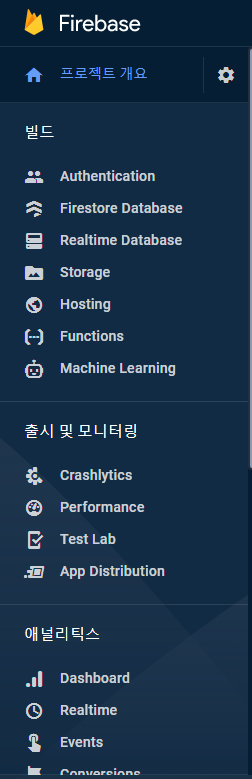 Firebase
프로젝트 개요
빌드
Authentication
Firestore Database
Realtime Database
Storage
Hosting
Functions
Machine Learning
출시 및 모니터링
Crashlytics
Performance
Test Lab
App Distribution
애널리틱스
Dashboard
Realtime
Events
Conversions